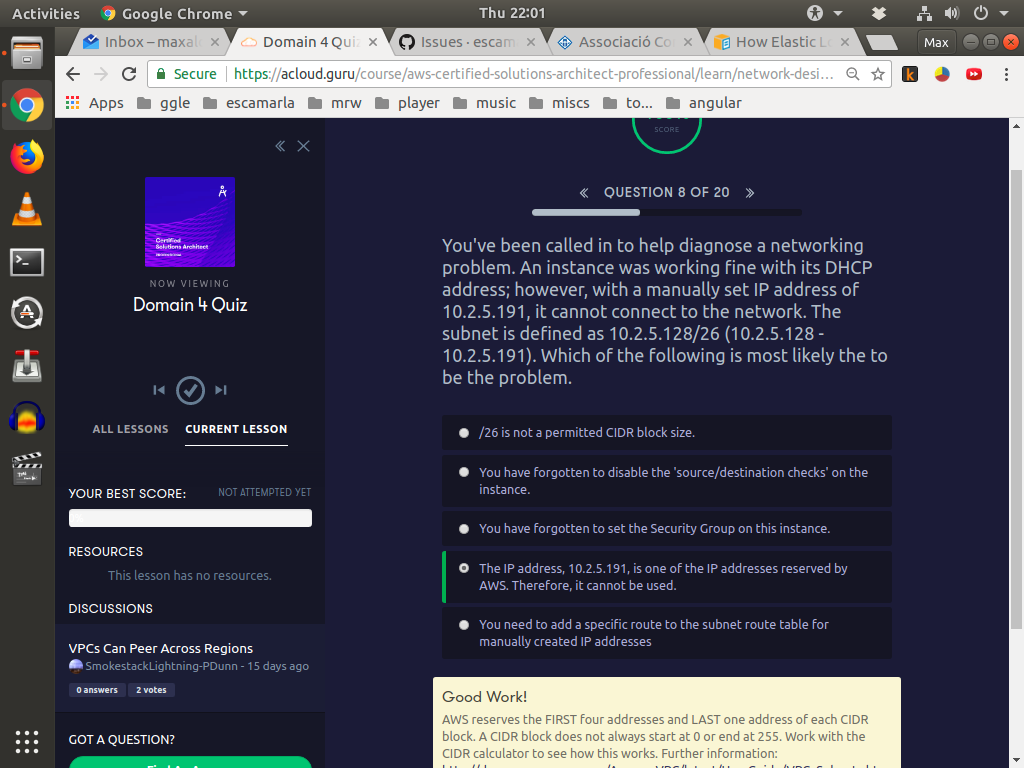 Activities Google Chrome Thu 22:01
Inbox – maxal Domain 4 Quiz Issues · escam Associació Co How Elastic L Max
Secure https://acloud.guru/course/aws-certified-solutions-architect-professional/learn/network-desi...
Apps ggle escamarla mrw player music miscs to... angular
SCORE
QUESTION 8 OF 20
You've been called in to help diagnose a networking
problem. An instance was working fine with its DHCP
address; however, with a manually set IP address of
10.2.5.191, it cannot connect to the network. The
subnet is defined as 10.2.5.128/26 (10.2.5.128 -
10.2.5.191). Which of the following is most likely the to
be the problem.
/26 is not a permitted CIDR block size.
You have forgotten to disable the 'source/destination checks' on the
instance.
You have forgotten to set the Security Group on this instance.
The IP address, 10.2.5.191, is one of the IP addresses reserved by
AWS. Therefore, it cannot be used.
You need to add a specific route to the subnet route table for
manually created IP addresses
Good Work!
AWS reserves the FIRST four addresses and LAST one address of each CIDR
block. A CIDR block does not always start at 0 or end at 255. Work with the
CIDR calculator to see how this works. Further information:
Certified
Solutions Architect
NOW VIEWING
Domain 4 Quiz
ALL LESSONS CURRENT LESSON
YOUR BEST SCORE: NOT ATTEMPTED YET
RESOURCES
This lesson has no resources.
DISCUSSIONS
VPCs Can Peer Across Regions
SmokestackLightning-PDunn - 15 days ago
0 answers 2 votes
GOT A QUESTION?